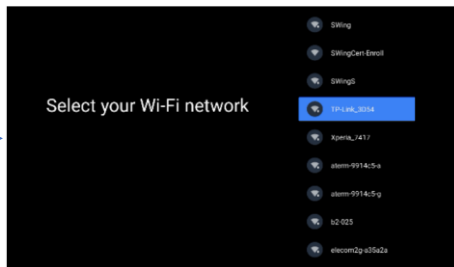 Select your Wi-Fi network
SWing
SWingCert-Enroll
SWingS
TP-Link_3D54
Xperia_7417
aterm-9914c5-a
aterm-9914c5-g
b2-025
elecom2g-a35a2a